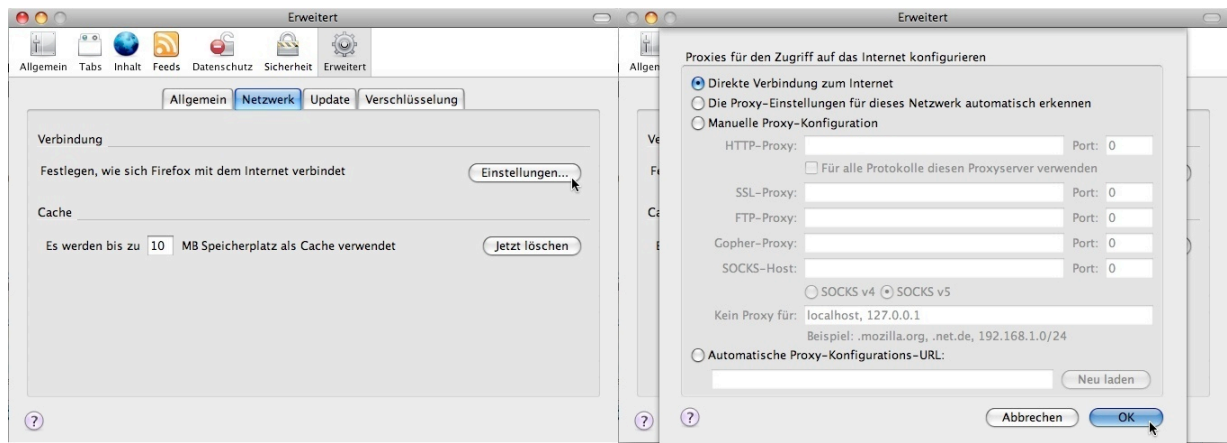 Erweitert
Allgemein Tabs Inhalt Feeds Datenschutz Sicherheit Erweitert
Allgemein Netzwerk Update Verschlüsselung
Verbindung
Festlegen, wie sich Firefox mit dem Internet verbindet Einstellungen...
Cache
Es werden bis zu 10 MB Speicherplatz als Cache verwendet Jetzt löschen
?
Erweitert
Allgen
Ve
Fe
Ca
E
?
Proxies für den Zugriff auf das Internet konfigurieren
Direkte Verbindung zum Internet
Die Proxy-Einstellungen für dieses Netzwerk automatisch erkennen
Manuelle Proxy-Konfiguration
HTTP-Proxy: Port: 0
Für alle Protokolle diesen Proxyserver verwenden
SSL-Proxy: Port: 0
FTP-Proxy: Port: 0
Gopher-Proxy: Port: 0
SOCKS-Host: Port: 0
SOCKS v4 SOCKS v5
Kein Proxy für: localhost, 127.0.0.1
Beispiel: .mozilla.org, .net.de, 192.168.1.0/24
Automatische Proxy-Konfigurations-URL:
Neu laden
? Abbrechen OK